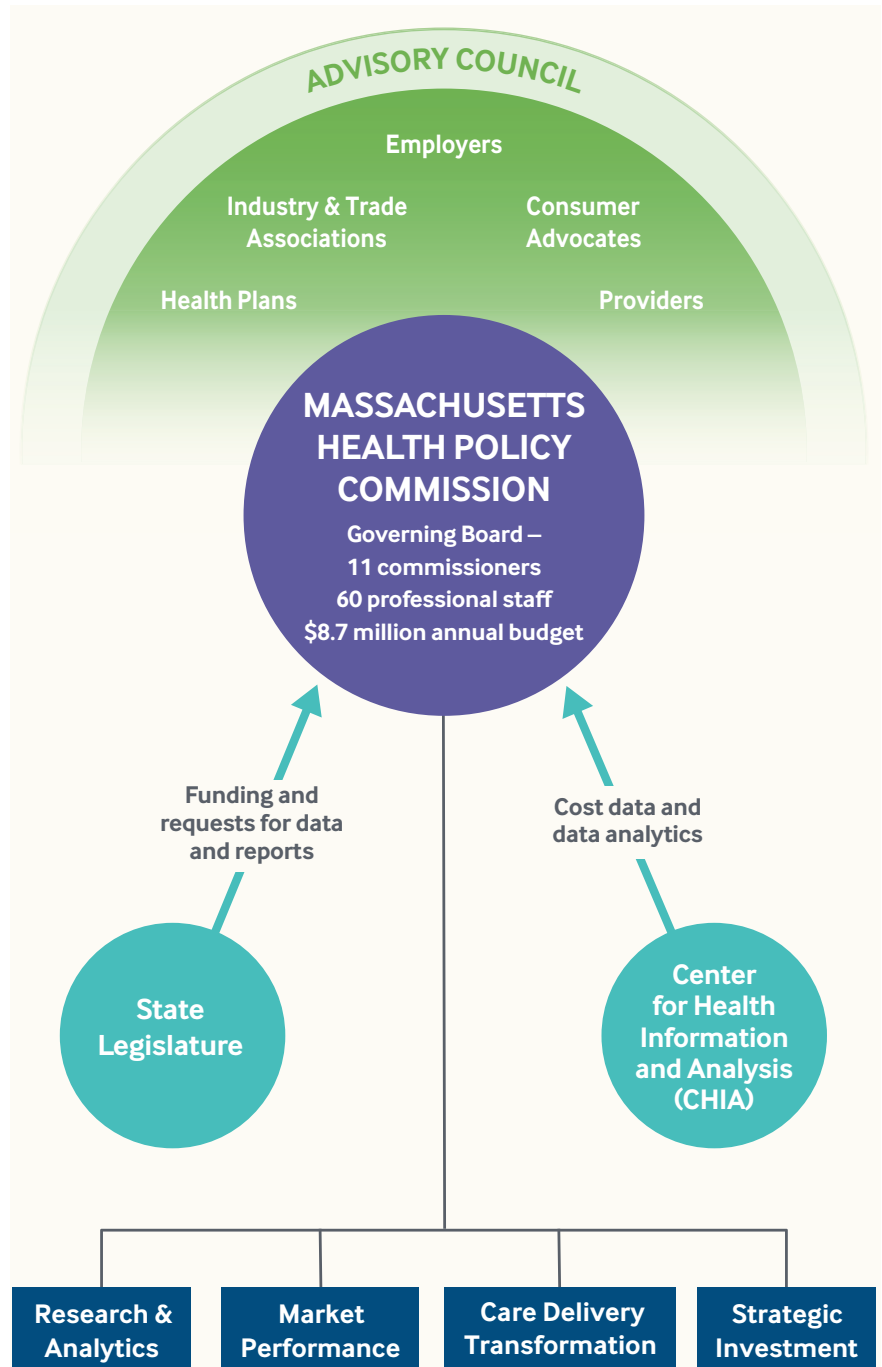 ADVISORY COUNCIL
Employers
Industry & Trade
Associations
Consumer
Advocates
Health Plans
Providers
MASSACHUSETTS
HEALTH POLICY
COMMISSION
Governing Board –
11 commissioners
60 professional staff
$8.7 million annual budget
Funding and
requests for data
and reports
Cost data and
data analytics
State
Legislature
Center
for Health
Information
and Analysis
(CHIA)
Research &
Analytics
Market
Performance
Care Delivery
Transformation
Strategic
Investment